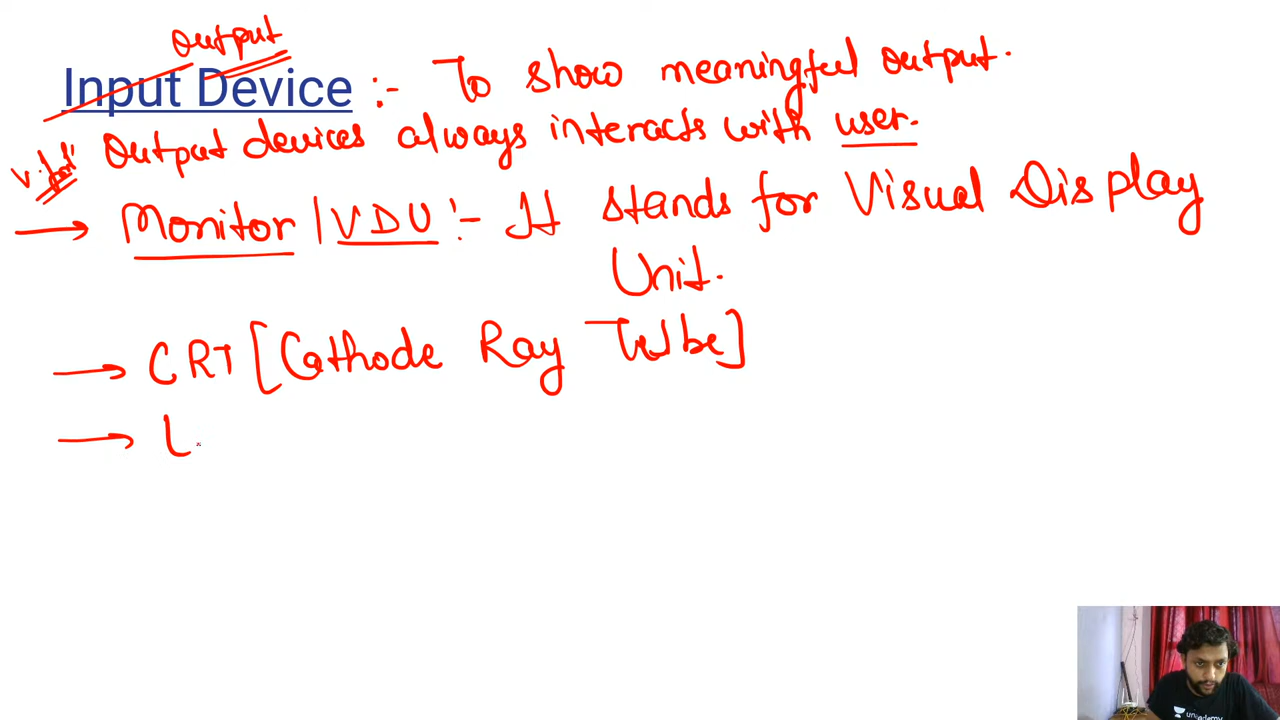 Output
Input Device :- To show meaningful output.
V. Output devices always interacts with user.
→ Monitor | VDU :- It stands for Visual Display
Unit.
→ CRT [Cathode Ray Tube]
→ L
unacademy